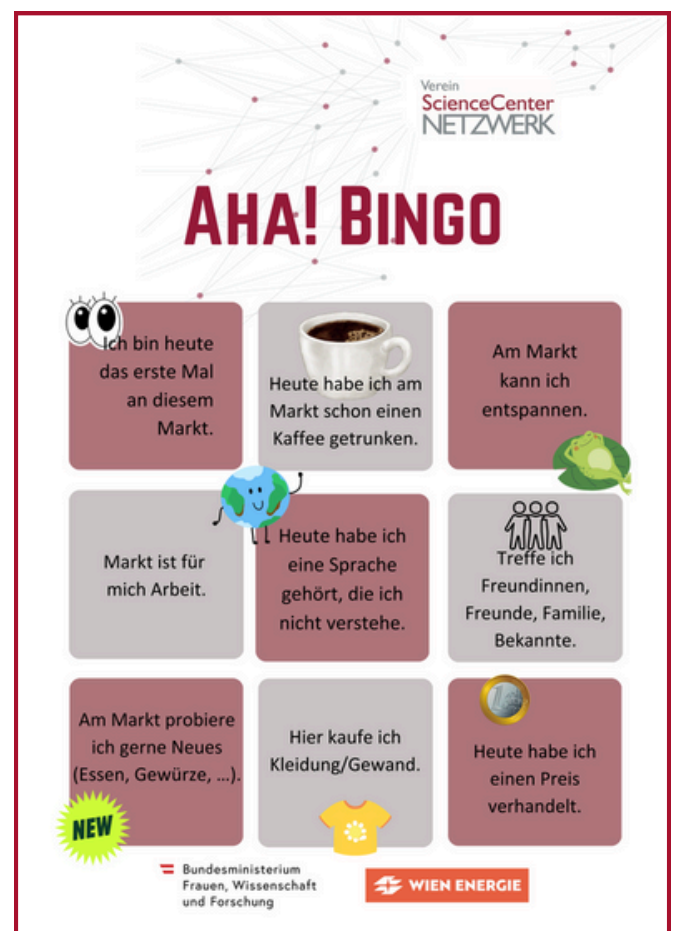 Verein
ScienceCenter
NETZWERK
AHA! BINGO
Ich bin heute
das erste Mal
an diesem
Markt.
Heute habe ich am
Markt schon einen
Kaffee getrunken.
Am Markt
kann ich
entspannen.
Markt ist für
mich Arbeit.
Heute habe ich
eine Sprache
gehört, die ich
nicht verstehe.
Treffe ich
Freundinnen,
Freunde, Familie,
Bekannte.
Am Markt probiere
ich gerne Neues
(Essen, Gewürze, ...).
NEW
Hier kaufe ich
Kleidung/Gewand.
1
Heute habe ich
einen Preis
verhandelt.
Bundesministerium
Frauen, Wissenschaft
und Forschung
WIEN ENERGIE